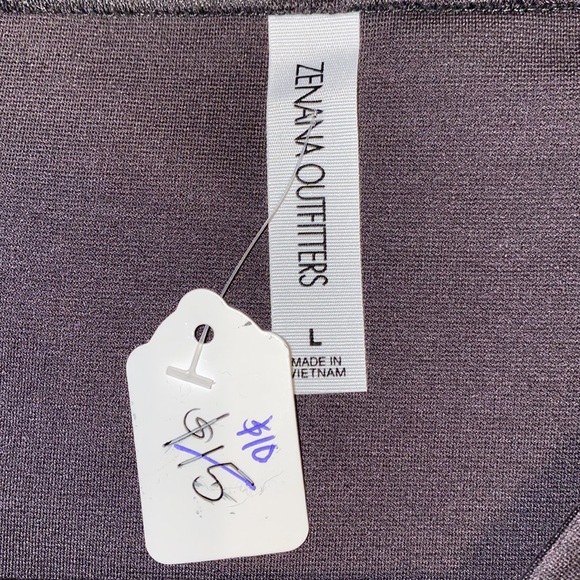 ZENANA OUTFITTERS
L
MADE IN
VIETNAM
$10
$15